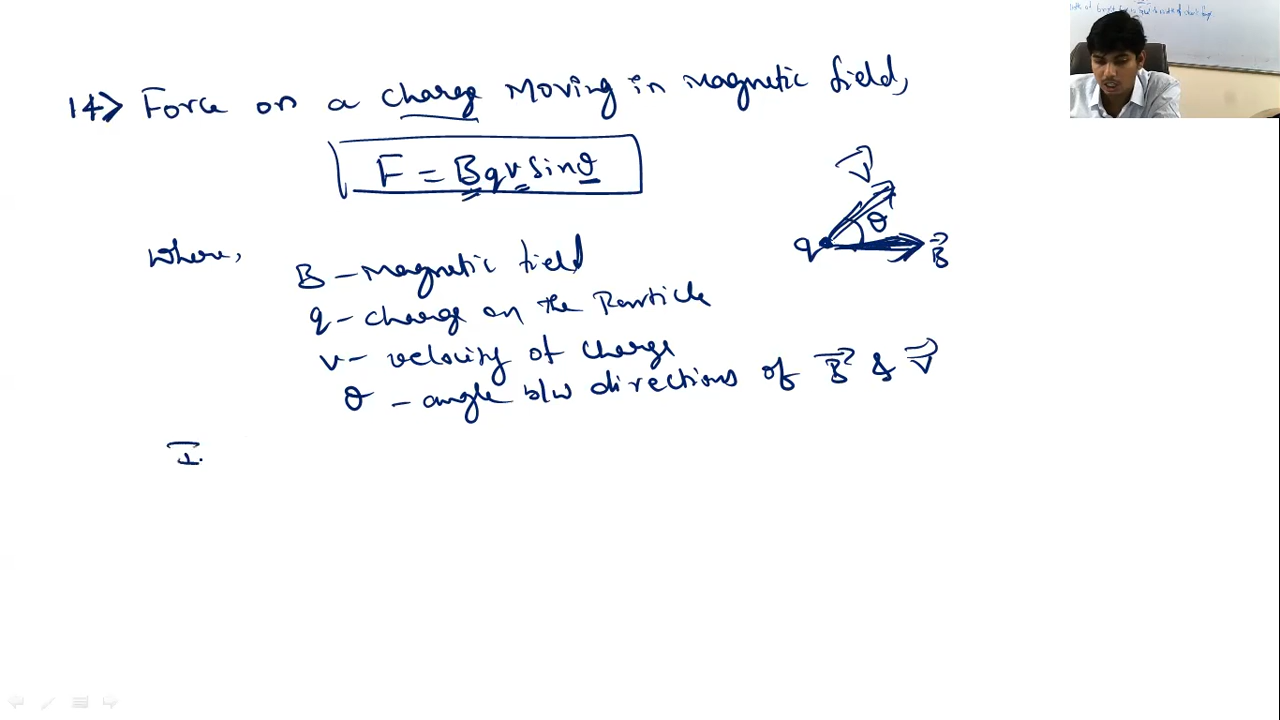 14> Force on a charge moving in magnetic field,
F = Bqv sinθ
where,
B – magnetic field
q – charge on the Particle
v – velocity of charge
θ – angle b/w directions of B⃗ & v⃗
I
v⃗
θ
q
B⃗